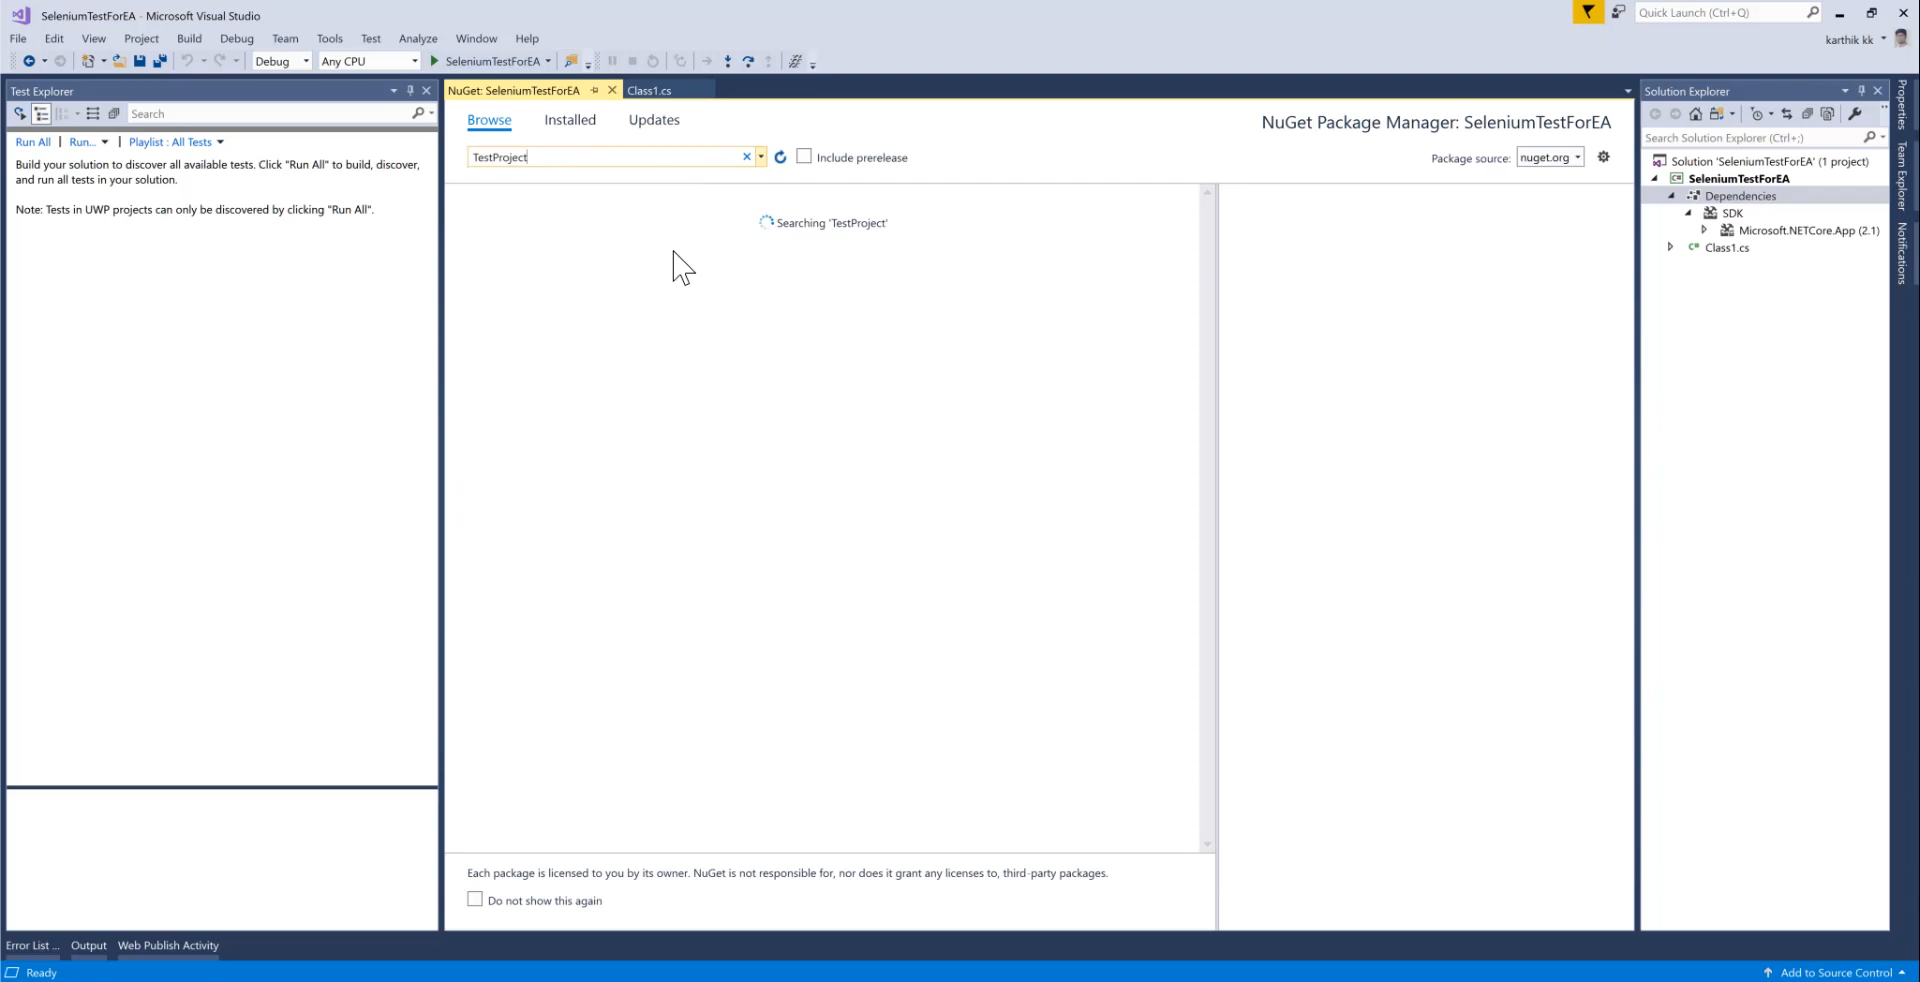 SeleniumTestForEA - Microsoft Visual Studio
Quick Launch (Ctrl+Q)
File Edit View Project Build Debug Team Tools Test Analyze Window Help
karthik kk
Debug Any CPU SeleniumTestForEA
Test Explorer
Search
Run All | Run... | Playlist : All Tests
Build your solution to discover all available tests. Click "Run All" to build, discover,
and run all tests in your solution.
Note: Tests in UWP projects can only be discovered by clicking "Run All".
NuGet: SeleniumTestForEA Class1.cs
Browse Installed Updates
NuGet Package Manager: SeleniumTestForEA
TestProject
Include prerelease
Package source: nuget.org
Searching 'TestProject'
Each package is licensed to you by its owner. NuGet is not responsible for, nor does it grant any licenses to, third-party packages.
Do not show this again
Solution Explorer
Search Solution Explorer (Ctrl+;)
Solution 'SeleniumTestForEA' (1 project)
SeleniumTestForEA
Dependencies
SDK
Microsoft.NETCore.App (2.1)
Class1.cs
Properties
Team Explorer
Notifications
Error List ... Output Web Publish Activity
Ready
Add to Source Control